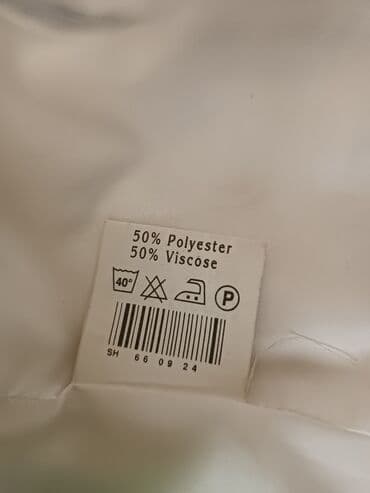 50% Polyester
50% Viscose
40°
P
SH 66 09 24